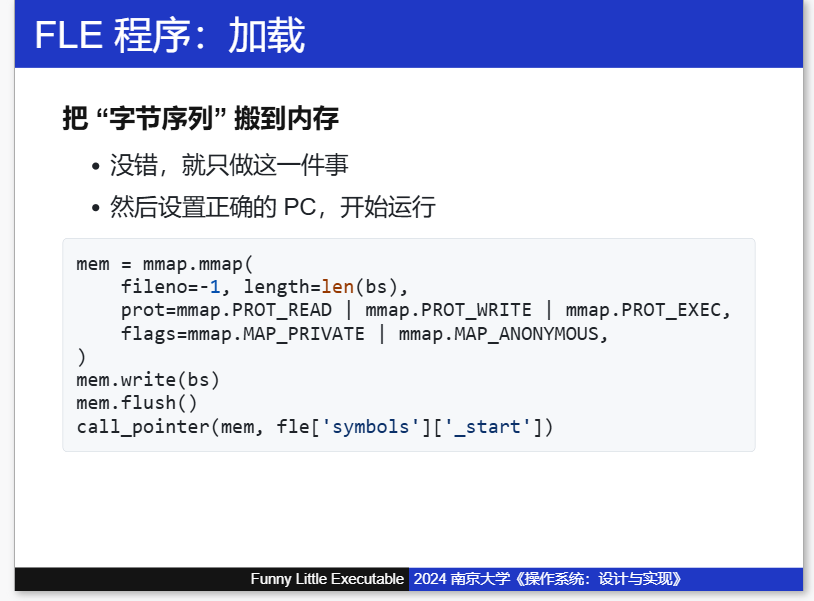 FLE 程序：加载
把 “字节序列” 搬到内存
• 没错，就只做这一件事
• 然后设置正确的 PC，开始运行
mem = mmap.mmap(
    fileno=-1, length=len(bs),
    prot=mmap.PROT_READ | mmap.PROT_WRITE | mmap.PROT_EXEC,
    flags=mmap.MAP_PRIVATE | mmap.MAP_ANONYMOUS,
)
mem.write(bs)
mem.flush()
call_pointer(mem, fle['symbols']['_start'])
Funny Little Executable 2024 南京大学《操作系统：设计与实现》